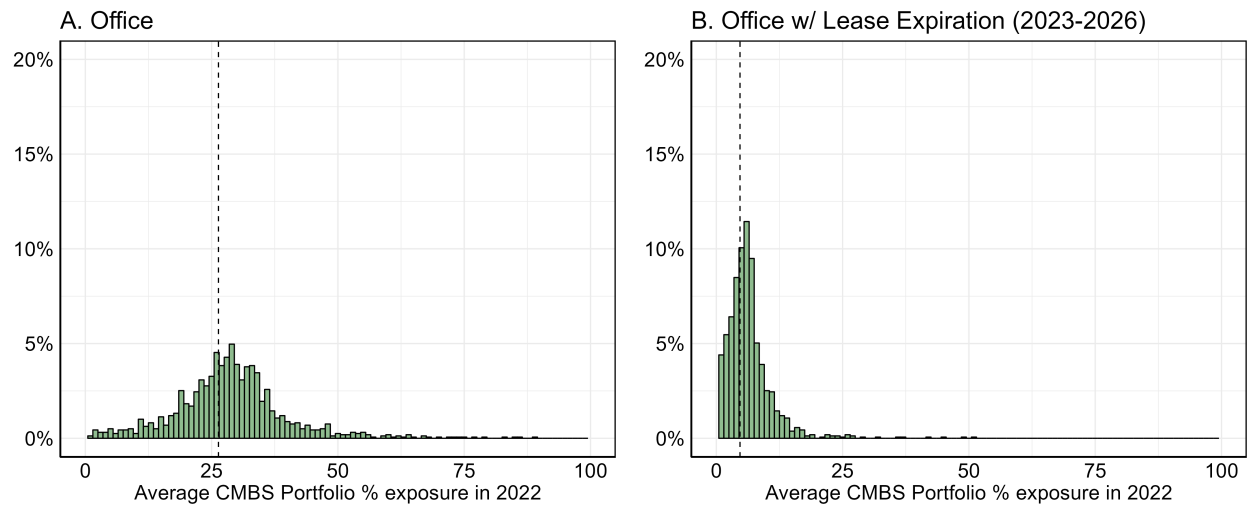 A. Office
20%
15%
10%
5%
0%
0 25 50 75 100
Average CMBS Portfolio % exposure in 2022
B. Office w/ Lease Expiration (2023-2026)
20%
15%
10%
5%
0%
0 25 50 75 100
Average CMBS Portfolio % exposure in 2022